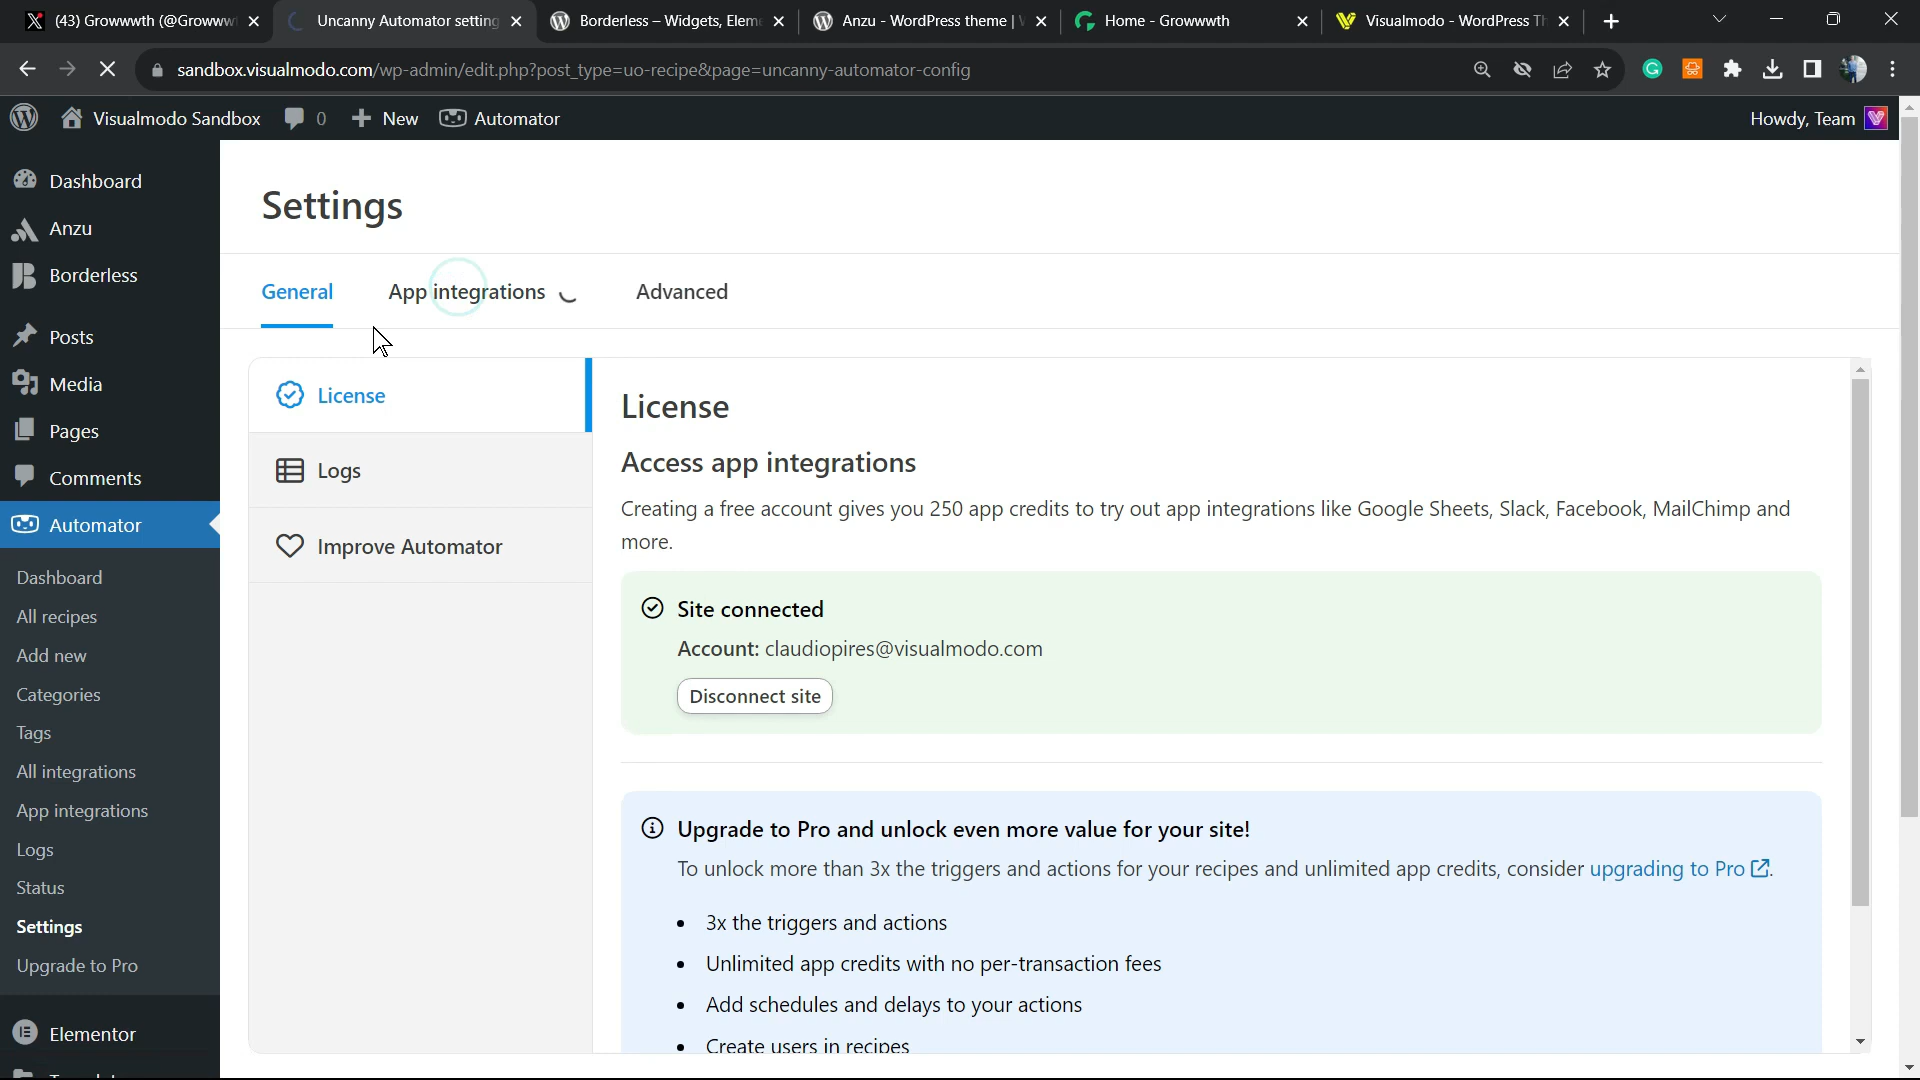 (43) Growwwth (@Growww
Uncanny Automator setting
Borderless – Widgets, Elem
Anzu - WordPress theme |
Home - Growwwth
Visualmodo - WordPress Th
sandbox.visualmodo.com/wp-admin/edit.php?post_type=uo-recipe&page=uncanny-automator-config
Visualmodo Sandbox
0
New
Automator
Howdy, Team
Dashboard
Anzu
Borderless
Posts
Media
Pages
Comments
Automator
Dashboard
All recipes
Add new
Categories
Tags
All integrations
App integrations
Logs
Status
Settings
Upgrade to Pro
Elementor
Settings
General
App integrations
Advanced
License
Logs
Improve Automator
License
Access app integrations
Creating a free account gives you 250 app credits to try out app integrations like Google Sheets, Slack, Facebook, MailChimp and
more.
Site connected
Account: claudiopires@visualmodo.com
Disconnect site
Upgrade to Pro and unlock even more value for your site!
To unlock more than 3x the triggers and actions for your recipes and unlimited app credits, consider upgrading to Pro.
• 3x the triggers and actions
• Unlimited app credits with no per-transaction fees
• Add schedules and delays to your actions
• Create users in recipes